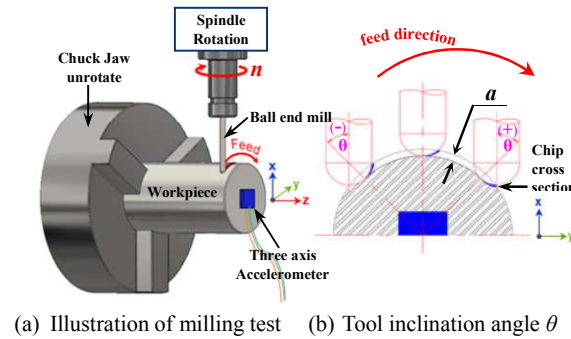 Spindle
Rotation
Chuck Jaw
unrotate
n
Ball end mill
Feed
Workpiece
x
y
z
Three axis
Accelerometer
feed direction
a
(-)
θ
(+)
θ
Chip
cross
section
x
y
(a) Illustration of milling test
(b) Tool inclination angle θ